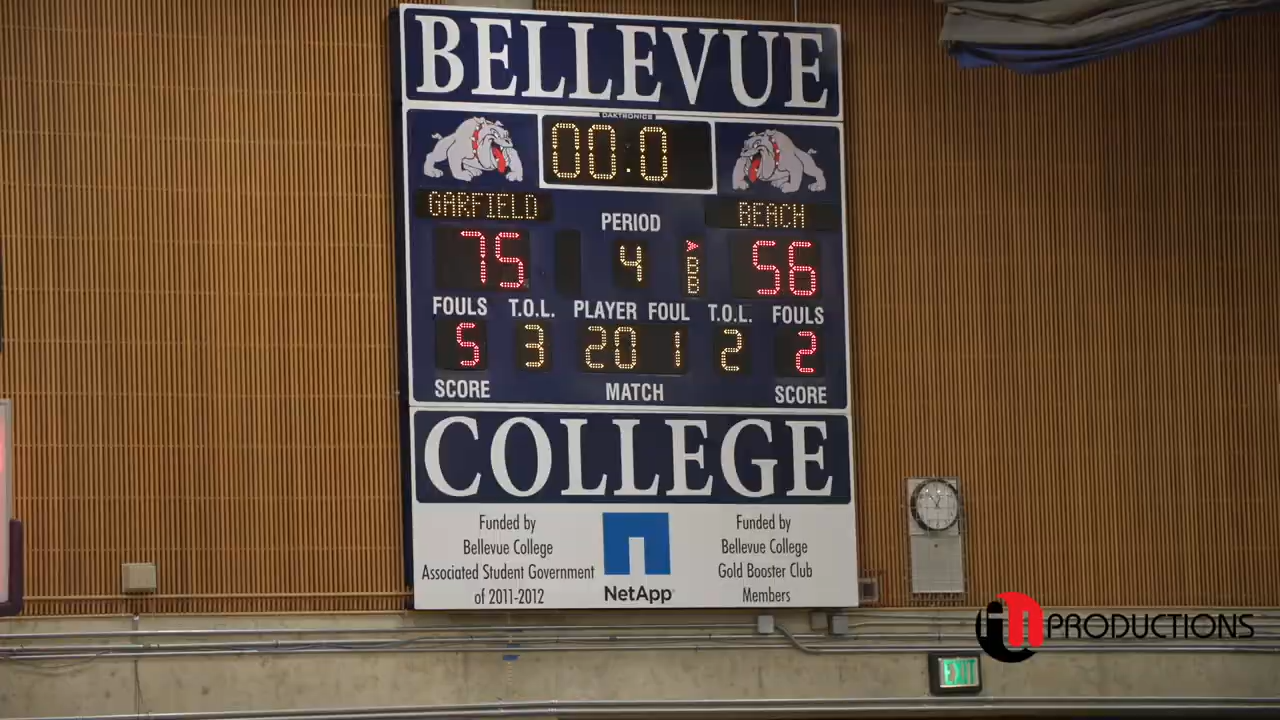 BELLEVUE
DAKTRONICS
00:0
GARFIELD
BEACH
PERIOD
75
4
BB
56
FOULS T.O.L. PLAYER FOUL T.O.L. FOULS
5 3 20 1 2 2
SCORE MATCH SCORE
COLLEGE
Funded by
Bellevue College
Associated Student Government
of 2011-2012
NetApp
Funded by
Bellevue College
Gold Booster Club
Members
PRODUCTIONS
EXIT